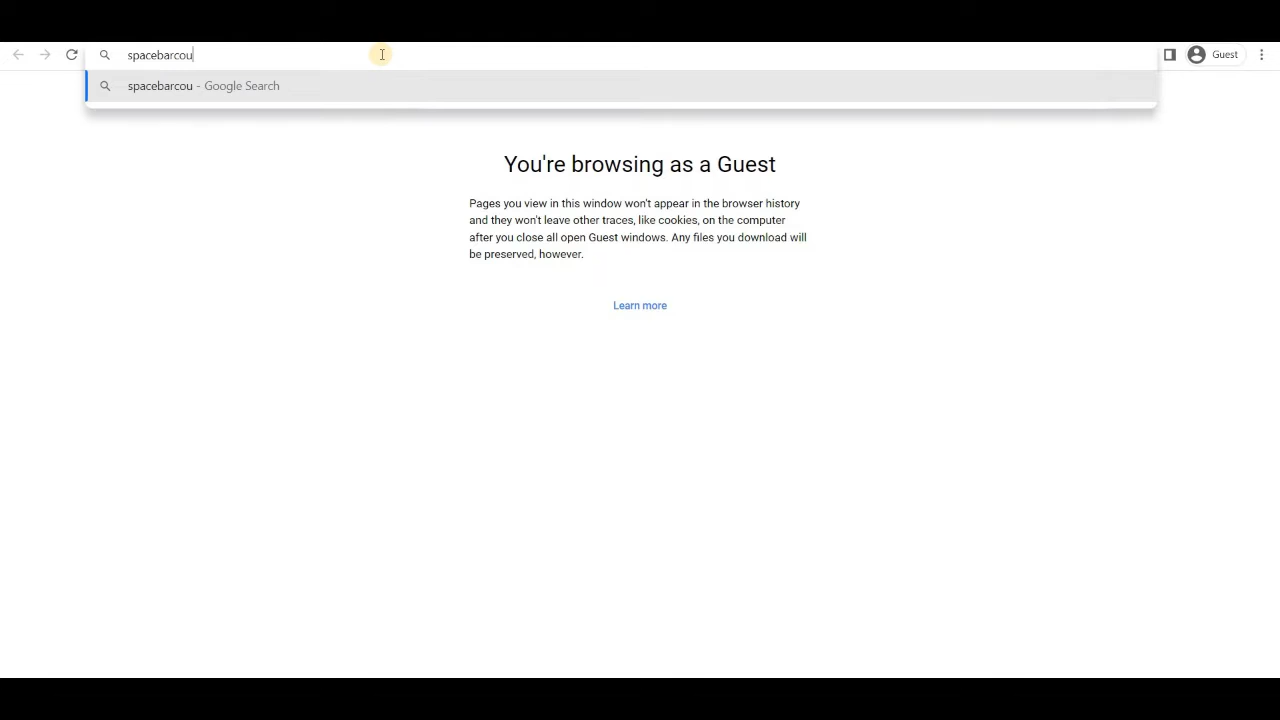 spacebarcou
Guest
spacebarcou - Google Search
You're browsing as a Guest
Pages you view in this window won't appear in the browser history
and they won't leave other traces, like cookies, on the computer
after you close all open Guest windows. Any files you download will
be preserved, however.
Learn more